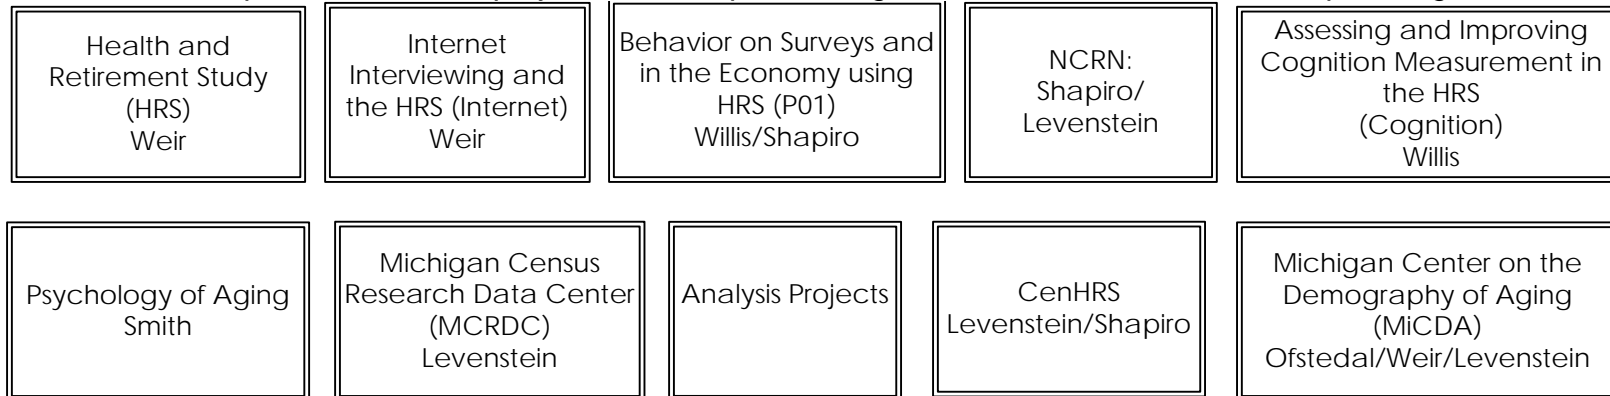 Health and
Retirement Study
(HRS)
Weir
Internet
Interviewing and
the HRS (Internet)
Weir
Behavior on Surveys and
in the Economy using
HRS (P01)
Willis/Shapiro
NCRN:
Shapiro/
Levenstein
Assessing and Improving
Cognition Measurement in
the HRS
(Cognition)
Willis
Psychology of Aging
Smith
Michigan Census
Research Data Center
(MCRDC)
Levenstein
Analysis Projects
CenHRS
Levenstein/Shapiro
Michigan Center on the
Demography of Aging
(MiCDA)
Ofstedal/Weir/Levenstein